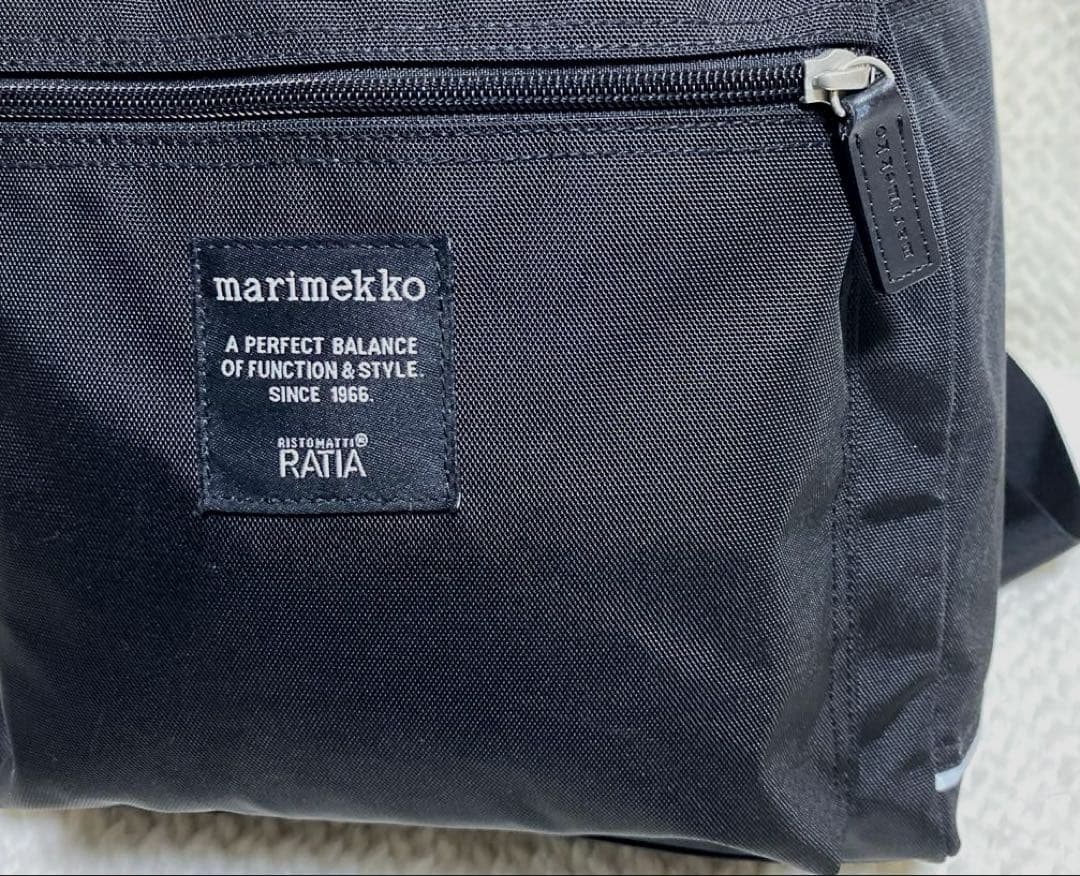 marimekko
A PERFECT BALANCE
OF FUNCTION & STYLE.
SINCE 1966.
RISTOMATTI®
RATIA